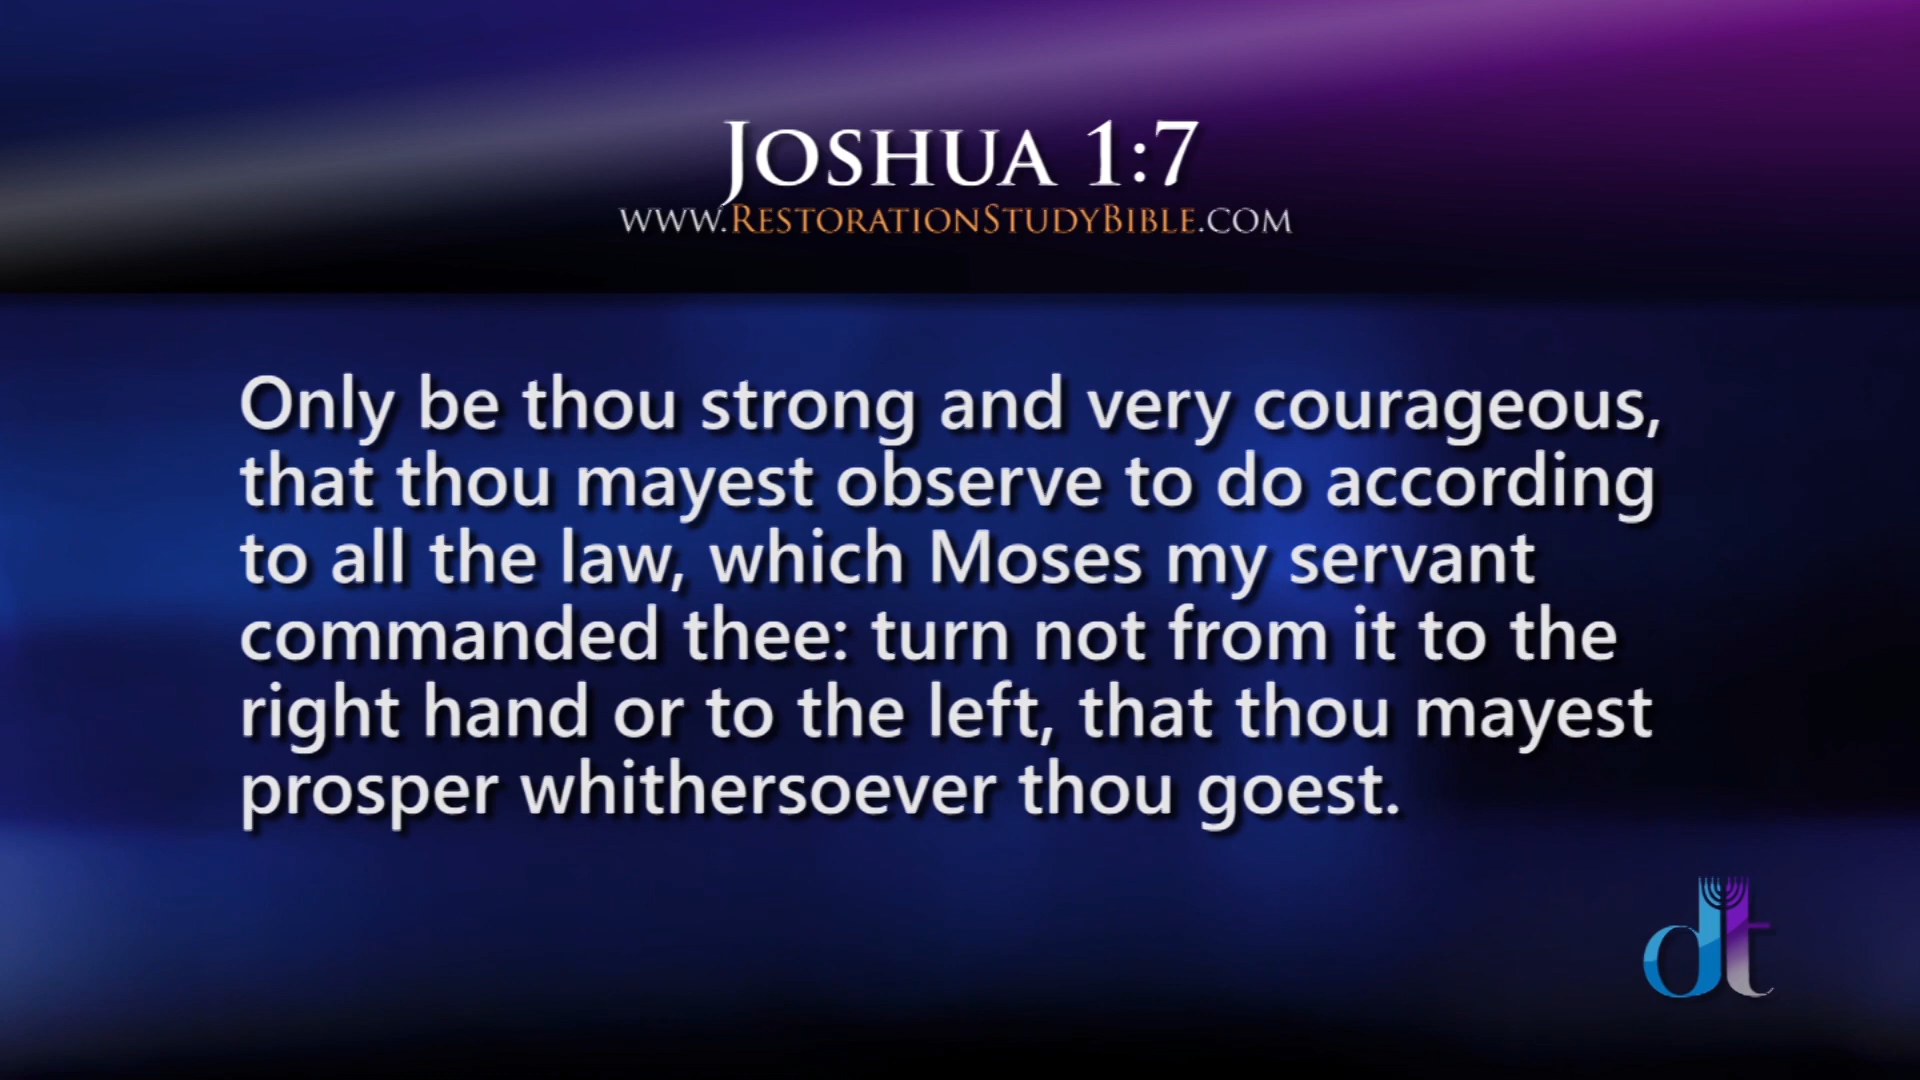 Joshua 1:7
www.RestorationStudyBible.com
Only be thou strong and very courageous,
that thou mayest observe to do according
to all the law, which Moses my servant
commanded thee: turn not from it to the
right hand or to the left, that thou mayest
prosper whithersoever thou goest.
dt